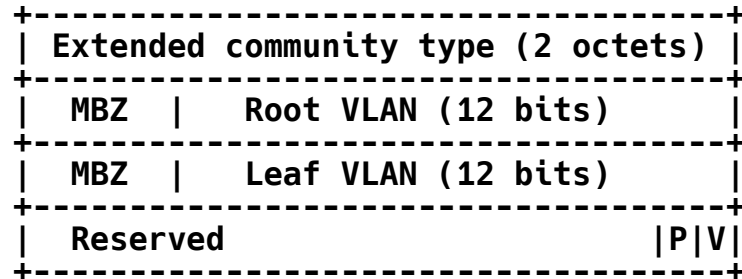 +------------------------------------+
| Extended community type (2 octets) |
+------------------------------------+
|  MBZ  |   Root VLAN (12 bits)      |
+------------------------------------+
|  MBZ  |   Leaf VLAN (12 bits)      |
+------------------------------------+
|  Reserved                      |P|V|
+------------------------------------+